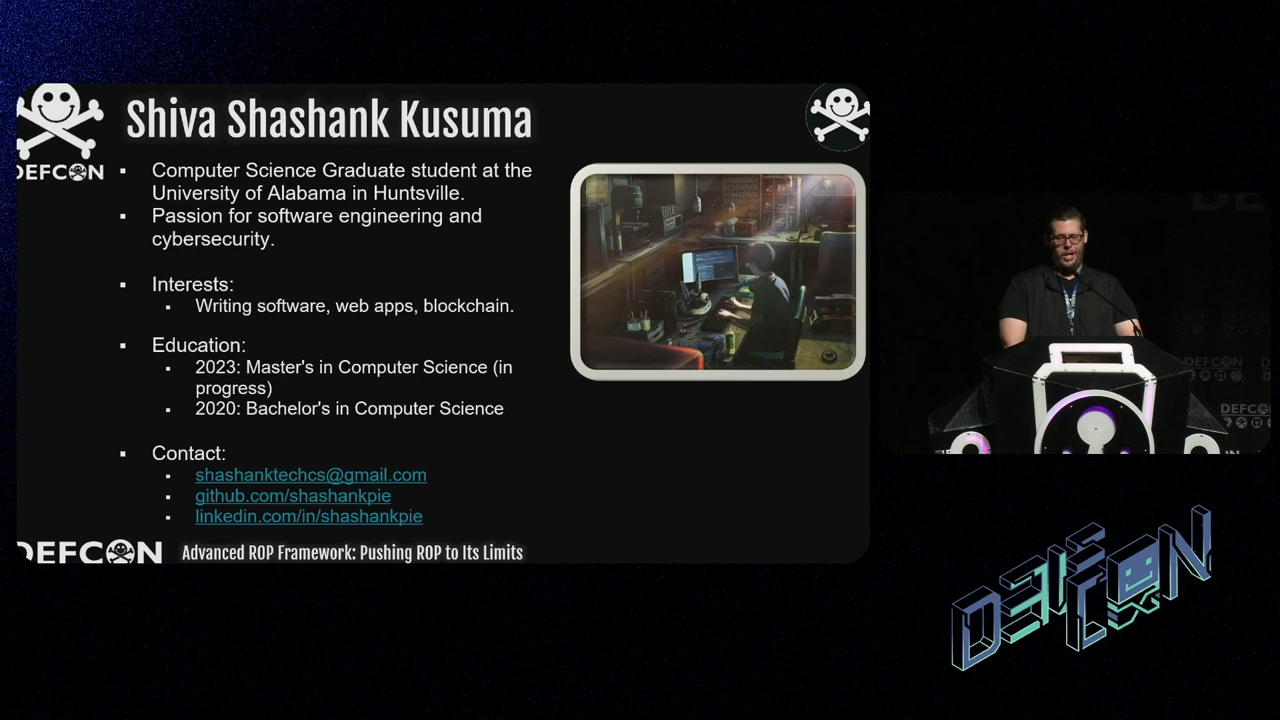 Shiva Shashank Kusuma
DEFCON
Computer Science Graduate student at the
University of Alabama in Huntsville.
Passion for software engineering and
cybersecurity.
Interests:
Writing software, web apps, blockchain.
Education:
2023: Master's in Computer Science (in
progress)
2020: Bachelor's in Computer Science
Contact:
shashanktechcs@gmail.com
github.com/shashankpie
linkedin.com/in/shashankpie
DEFCON
Advanced ROP Framework: Pushing ROP to Its Limits
DEFCON
DEF CON